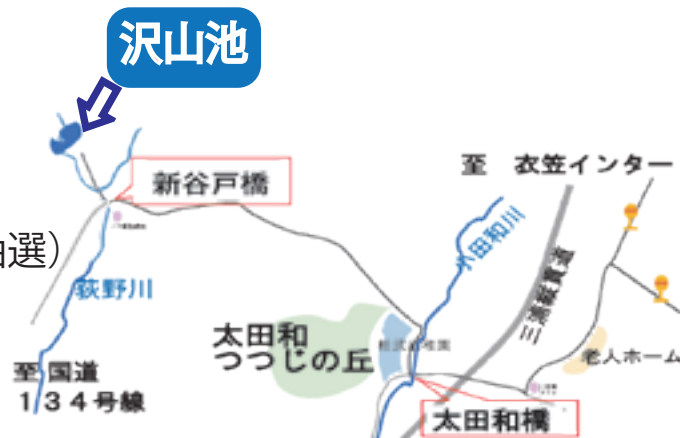 沢山池
新谷戸橋
至 衣笠インター
選）
荻野川
小田和川
三浦縦貫道
太田和
つつじの丘
老人ホーム
至 国道
１３４号線
太田和橋